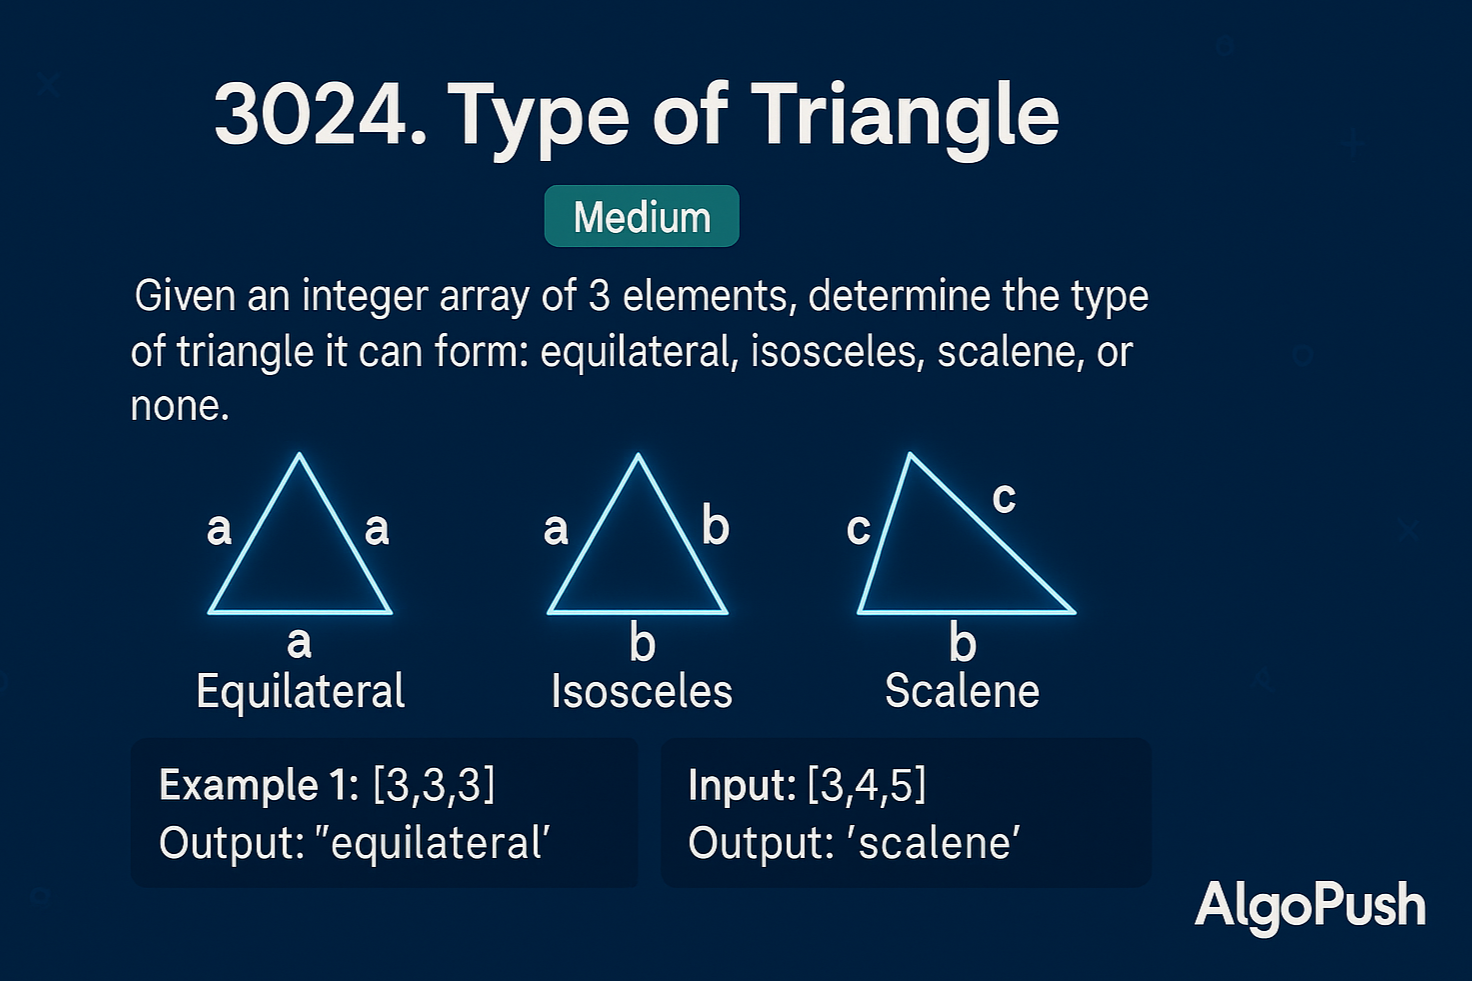 3024. Type of Triangle
Medium
Given an integer array of 3 elements, determine the type
of triangle it can form: equilateral, isosceles, scalene, or
none.
a a
a
Equilateral
a b
b
Isosceles
c c
b
Scalene
Example 1: [3,3,3]
Output: "equilateral'
Input: [3,4,5]
Output: 'scalene'
AlgoPush